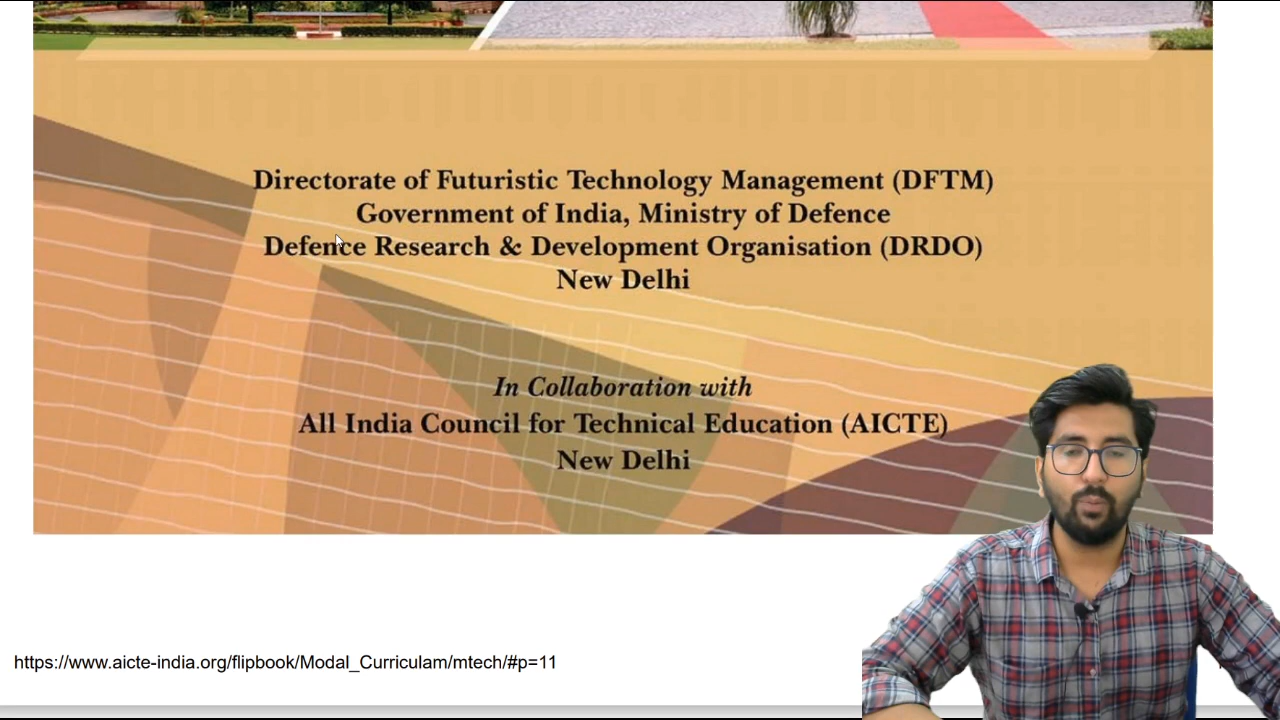 Directorate of Futuristic Technology Management (DFTM)
Government of India, Ministry of Defence
Defence Research & Development Organisation (DRDO)
New Delhi
In Collaboration with
All India Council for Technical Education (AICTE)
New Delhi
https://www.aicte-india.org/flipbook/Modal_Curriculam/mtech/#p=11